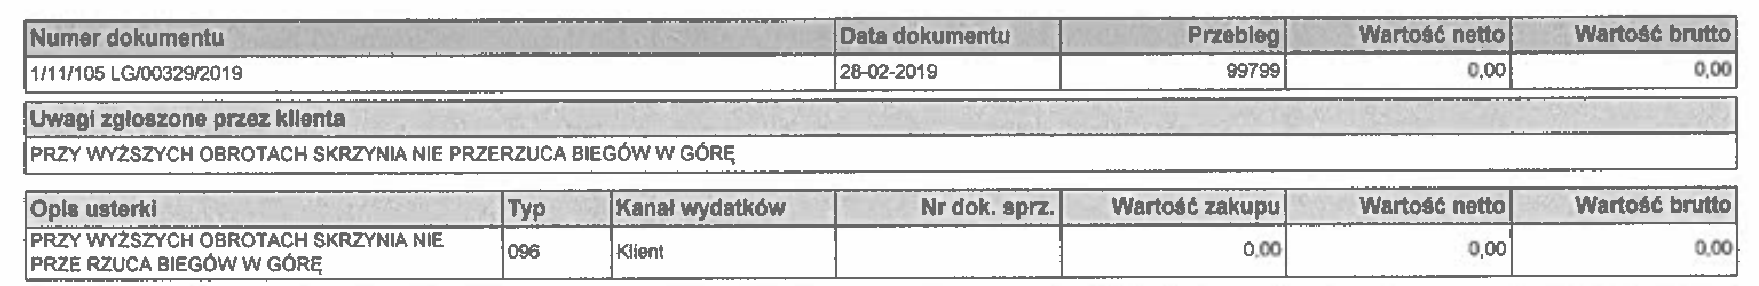 Numer dokumentu Data dokumentu Przebieg Wartość netto Wartość brutto
1/11/105 LG/00329/2019 28-02-2019 99799 0,00 0,00
Uwagi zgłoszone przez klienta
PRZY WYŻSZYCH OBROTACH SKRZYNIA NIE PRZERZUCA BIEGÓW W GÓRĘ
Opis usterki Typ Kanał wydatków Nr dok. sprz. Wartość zakupu Wartość netto Wartość brutto
PRZY WYŻSZYCH OBROTACH SKRZYNIA NIE
PRZE RZUCA BIEGÓW W GÓRĘ 096 Klient 0,00 0,00 0,00